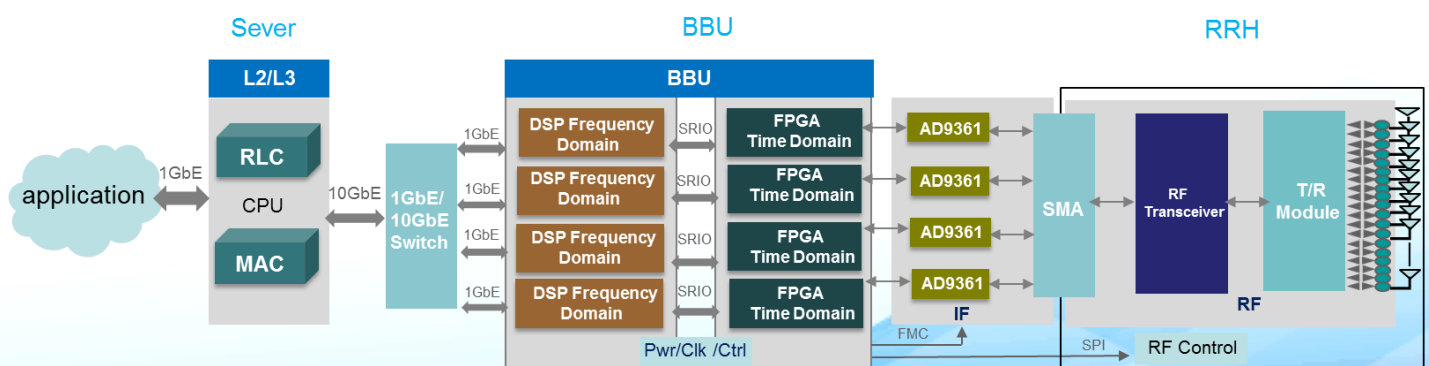 Sever
BBU
RRH
L2/L3
BBU
RLC
CPU
MAC
application
1GbE
10GbE
1GbE/
10GbE
Switch
1GbE
1GbE
1GbE
1GbE
DSP Frequency
Domain
DSP Frequency
Domain
DSP Frequency
Domain
DSP Frequency
Domain
SRIO
SRIO
SRIO
SRIO
FPGA
Time Domain
FPGA
Time Domain
FPGA
Time Domain
FPGA
Time Domain
Pwr/Clk /Ctrl
AD9361
AD9361
AD9361
AD9361
IF
FMC
SMA
RF
Transceiver
T/R
Module
RF
SPI
RF Control